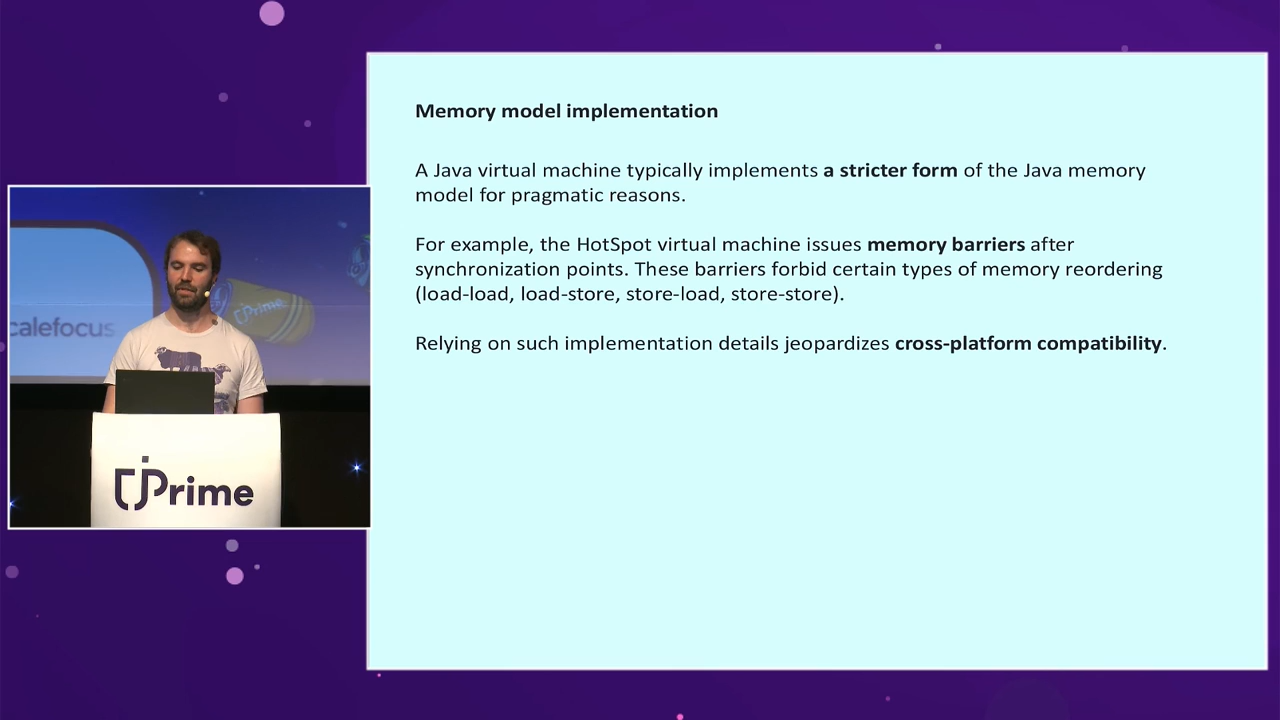 Memory model implementation
A Java virtual machine typically implements a stricter form of the Java memory
model for pragmatic reasons.
For example, the HotSpot virtual machine issues memory barriers after
synchronization points. These barriers forbid certain types of memory reordering
(load-load, load-store, store-load, store-store).
Relying on such implementation details jeopardizes cross-platform compatibility.
calefocus
jPrime
jPrime